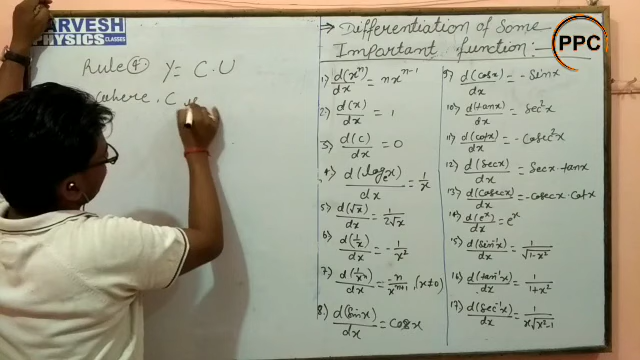 PARVESH
PHYSICS CLASSES
Rule ④ Y = C . U
(where . C
⇒ Differentiation of Some
Important function :-
PPC
1) d(xⁿ)/dx = nxⁿ⁻¹
2) d(x)/dx = 1
3) d(c)/dx = 0
4) d(logₑx)/dx = 1/x
5) d(√x)/dx = 1/2√x
6) d(1/x)/dx = -1/x²
7) d(1/xⁿ)/dx = n/xⁿ⁺¹ , (x≠0)
8) d(sinx)/dx = cosx
9) d(cosx)/dx = - sinx
10) d(tanx)/dx = sec²x
11) d(cotx)/dx = - cosec²x
12) d(secx)/dx = secx . tanx
13) d(cosecx)/dx = - cosecx . cotx
14) d(eˣ)/dx = eˣ
15) d(sin⁻¹x)/dx = 1/√1-x²
16) d(tan⁻¹x)/dx = 1/1+x²
17) d(sec⁻¹x)/dx = 1/x√x²-1